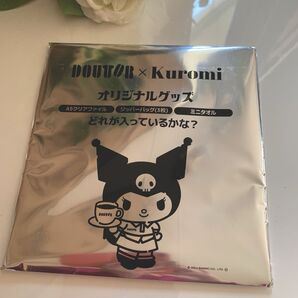 DOUTOR × Kuromi
オリジナルグッズ
A5クリアファイル ジッパーバッグ(3枚) ミニタオル
どれが入っているかな?
DOUTOR